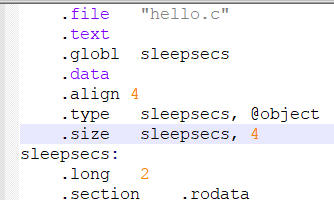 .file "hello.c"
.text
.globl sleepsecs
.data
.align 4
.type sleepsecs, @object
.size sleepsecs, 4
sleepsecs:
.long 2
.section .rodata